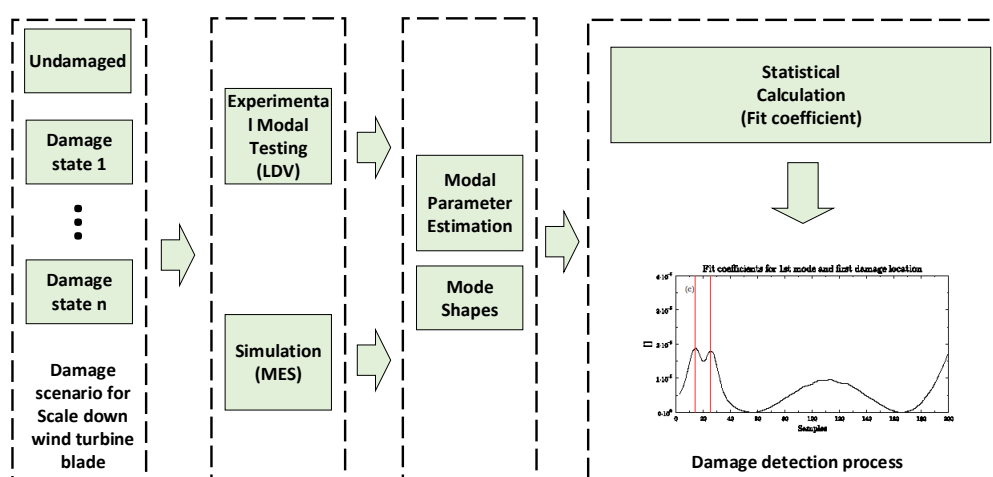 Undamaged
Damage
state 1
Damage
state n
Damage
scenario for
Scale down
wind turbine
blade
Experimenta
l Modal
Testing
(LDV)
Simulation
(MES)
Modal
Parameter
Estimation
Mode
Shapes
Statistical
Calculation
(Fit coefficient)
Fit coefficients for 1st mode and first damage location
(c)
0 20 40 60 80 100 120 140 160 180 200
Samples
Damage detection process